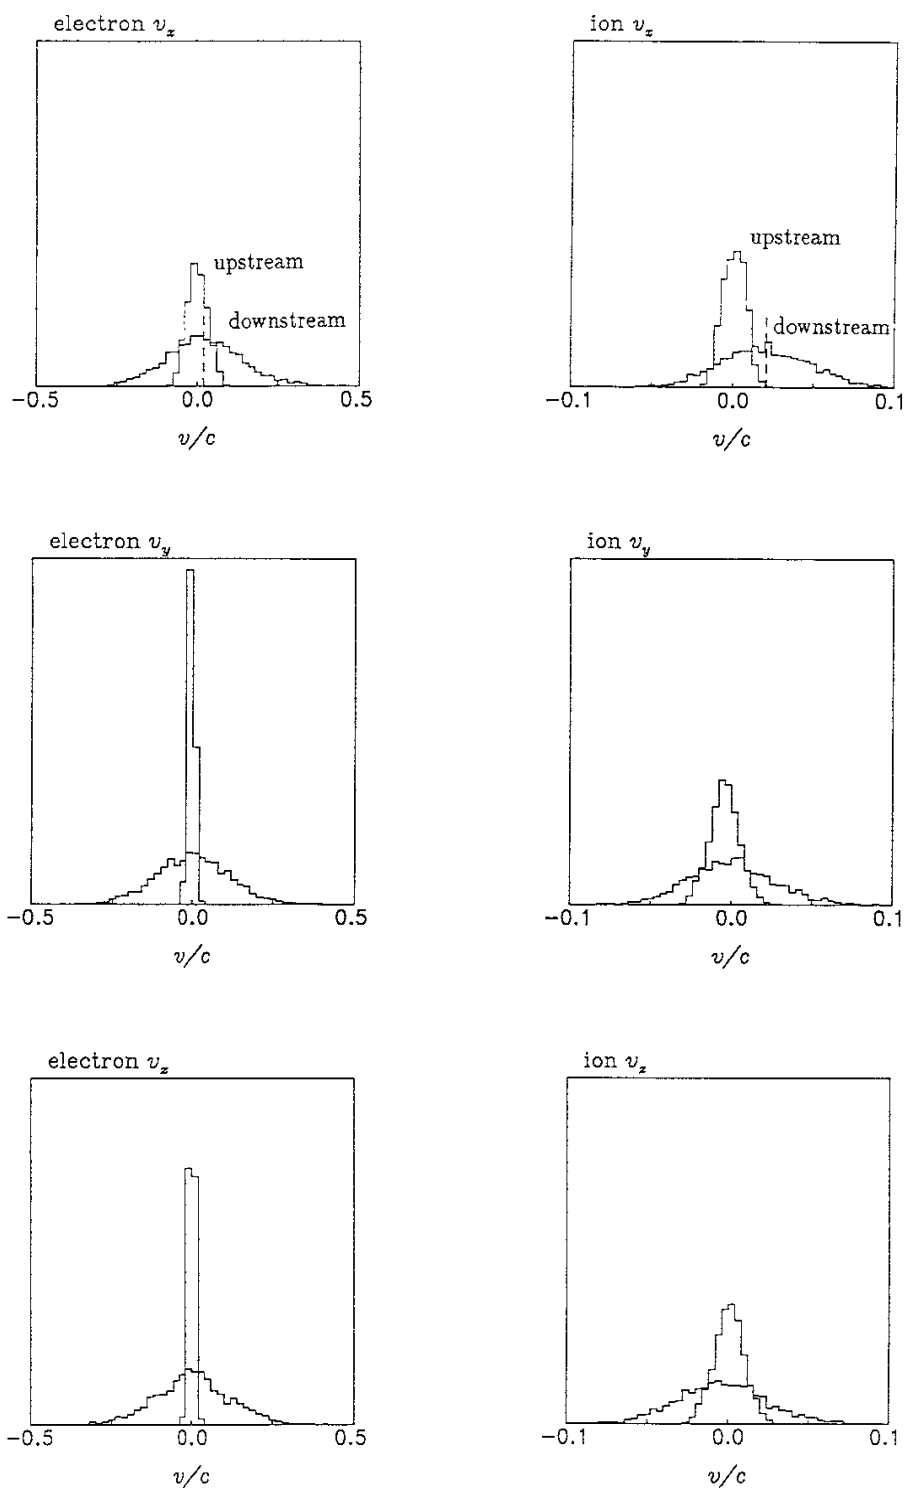 electron v_x ion v_x
upstream upstream
downstream downstream
−0.5 0.0 0.5 −0.1 0.0 0.1
v/c v/c
electron v_y ion v_y
−0.5 0.0 0.5 −0.1 0.0 0.1
v/c v/c
electron v_z ion v_z
−0.5 0.0 0.5 −0.1 0.0 0.1
v/c v/c